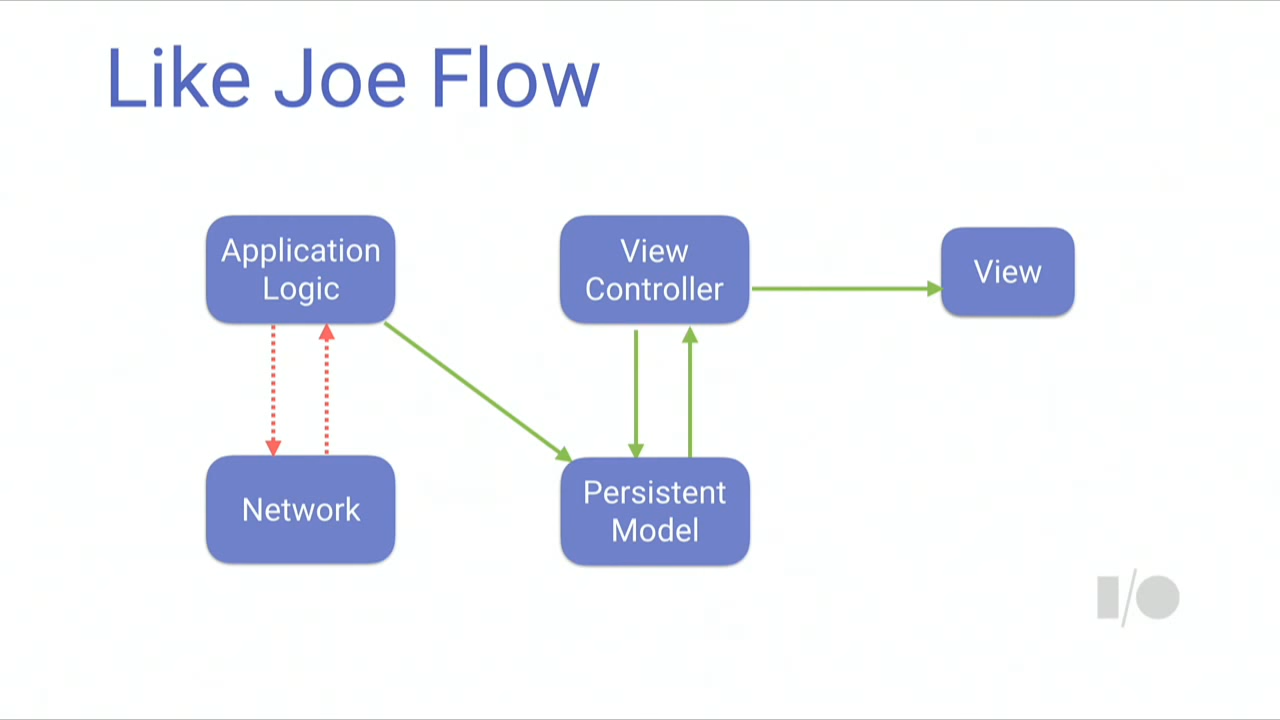 Like Joe Flow
Application
Logic
View
Controller
View
Network
Persistent
Model
I/O